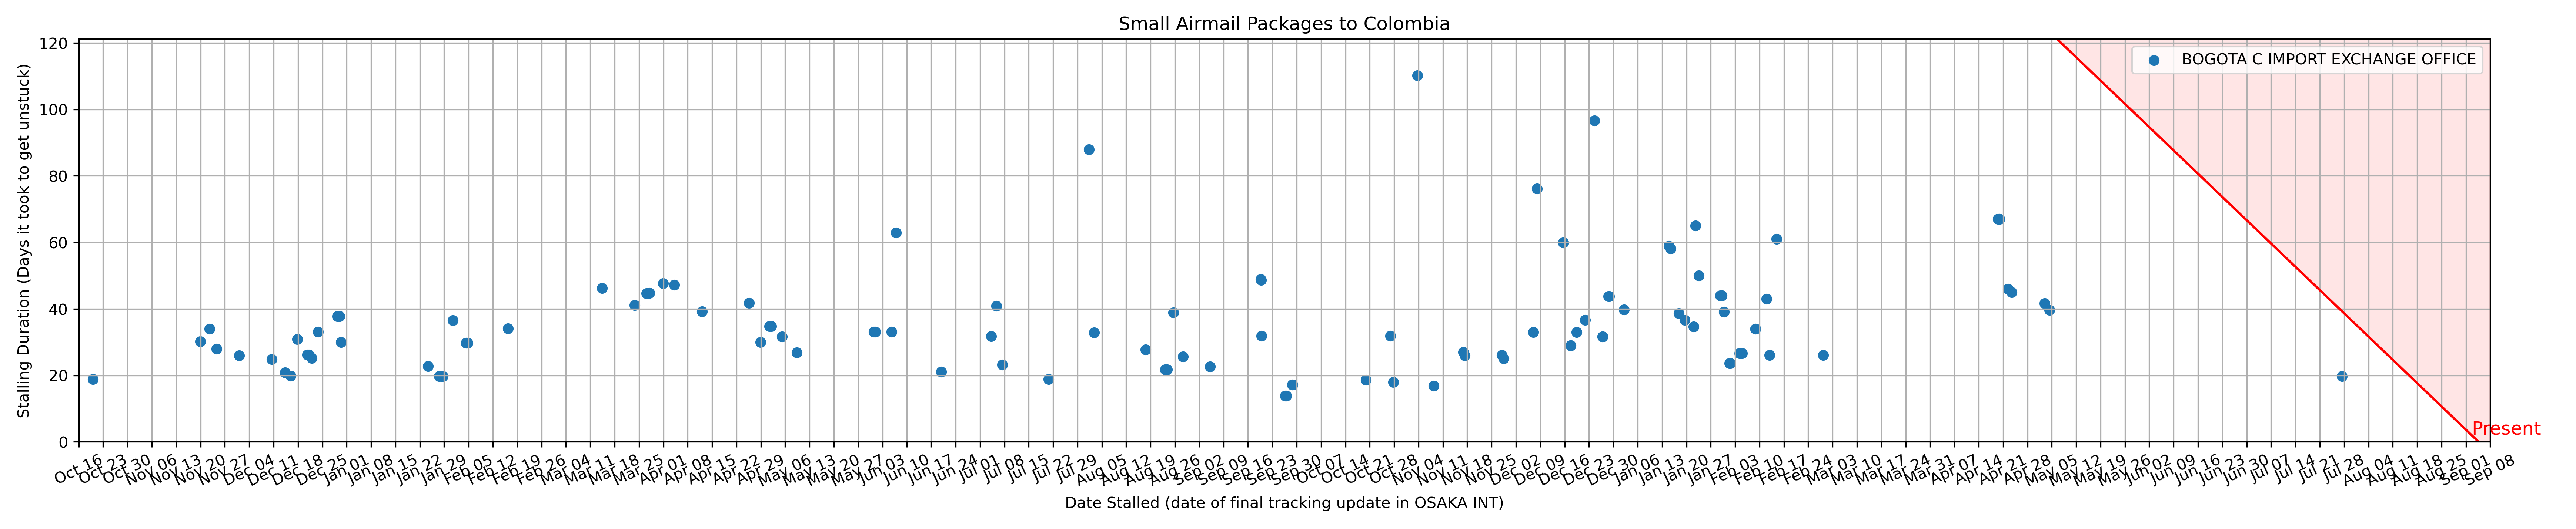 Small Airmail Packages to Colombia
BOGOTA C IMPORT EXCHANGE OFFICE
Stalling Duration (Days it took to get unstuck)
120
100
80
60
40
20
0
Present
Oct 16
Oct 23
Oct 30
Nov 06
Nov 13
Nov 20
Nov 27
Dec 04
Dec 11
Dec 18
Dec 25
Jan 01
Jan 08
Jan 15
Jan 22
Jan 29
Feb 05
Feb 12
Feb 19
Feb 26
Mar 04
Mar 11
Mar 18
Mar 25
Apr 01
Apr 08
Apr 15
Apr 22
Apr 29
May 06
May 13
May 20
May 27
Jun 03
Jun 10
Jun 17
Jun 24
Jul 01
Jul 08
Jul 15
Jul 22
Jul 29
Aug 05
Aug 12
Aug 19
Aug 26
Sep 02
Sep 09
Sep 16
Sep 23
Sep 30
Oct 07
Oct 14
Oct 21
Oct 28
Nov 04
Nov 11
Nov 18
Nov 25
Dec 02
Dec 09
Dec 16
Dec 23
Dec 30
Jan 06
Jan 13
Jan 20
Jan 27
Feb 03
Feb 10
Feb 17
Feb 24
Mar 03
Mar 10
Mar 17
Mar 24
Mar 31
Apr 07
Apr 14
Apr 21
Apr 28
May 05
May 12
May 19
May 26
Jun 02
Jun 09
Jun 16
Jun 23
Jun 30
Jul 07
Jul 14
Jul 21
Jul 28
Aug 04
Aug 11
Aug 18
Aug 25
Sep 01
Sep 08
Date Stalled (date of final tracking update in OSAKA INT)